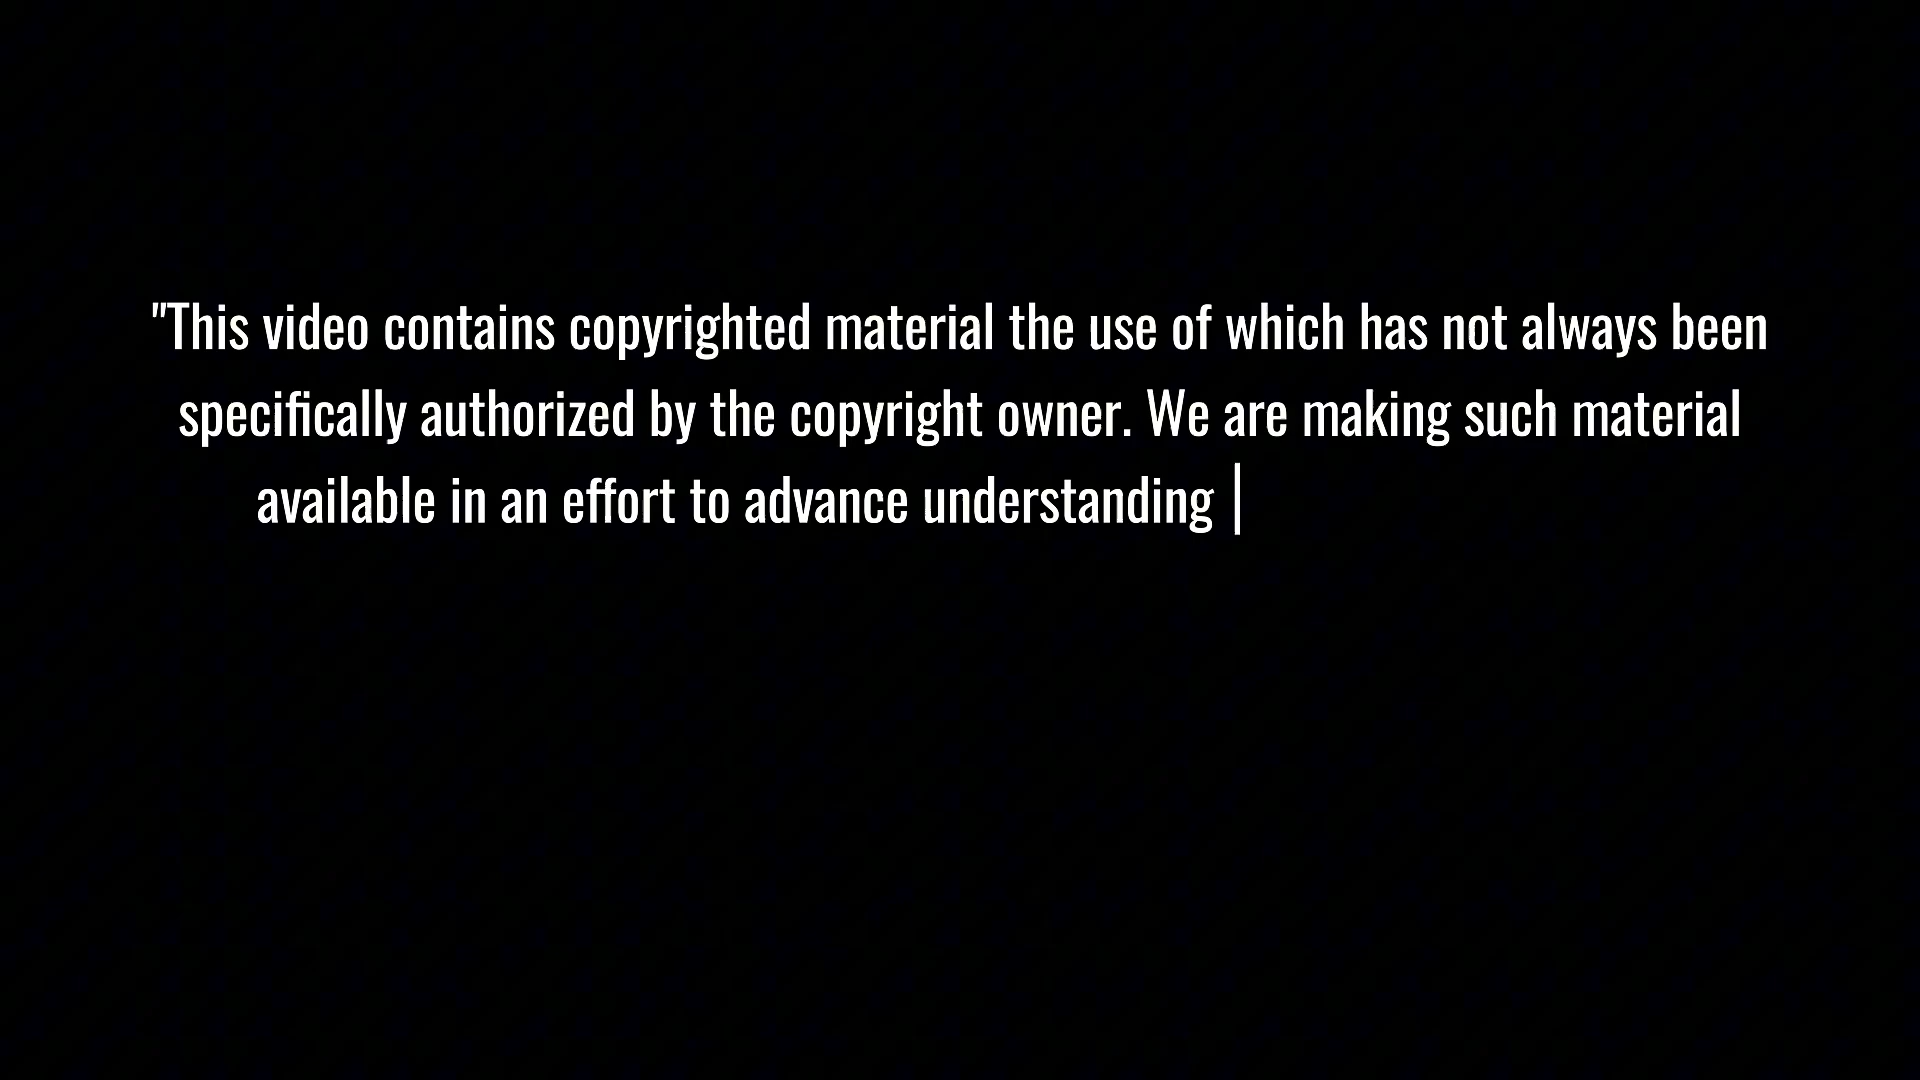 "This video contains copyrighted material the use of which has not always been
specifically authorized by the copyright owner. We are making such material
available in an effort to advance understanding